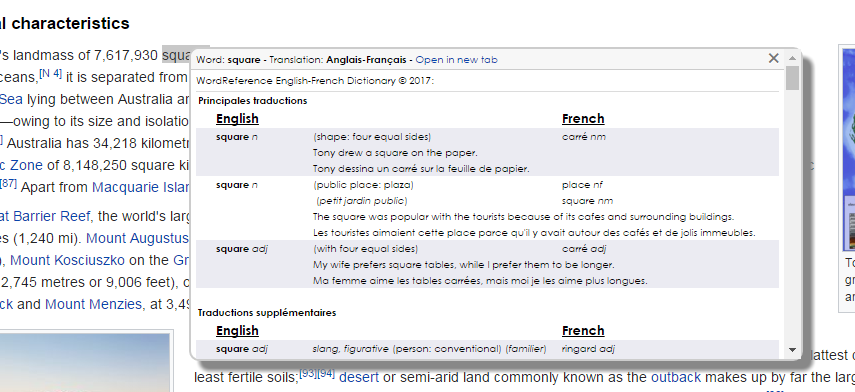 l characteristics
's landmass of 7,617,930 squa
ceans,[N 4] it is separated from
Sea lying between Australia an
—owing to its size and isolatio
] Australia has 34,218 kilometr
c Zone of 8,148,250 square ki
[87] Apart from Macquarie Islan
at Barrier Reef, the world's larg
es (1,240 mi). Mount Augustus
), Mount Kosciuszko on the Gr
2,745 metres or 9,006 feet), o
ck and Mount Menzies, at 3,49
Word: square - Translation: Anglais-Français - Open in new tab
WordReference English-French Dictionary © 2017:
Principales traductions
English French
square n (shape: four equal sides) carré nm
Tony drew a square on the paper.
Tony dessina un carré sur la feuille de papier.
square n (public place: plaza) place nf
(petit jardin public) square nm
The square was popular with the tourists because of its cafes and surrounding buildings.
Les touristes aimaient cette place parce qu'il y avait autour des cafés et de jolis immeubles.
square adj (with four equal sides) carré adj
My wife prefers square tables, while I prefer them to be longer.
Ma femme aime les tables carrées, mais moi je les aime plus longues.
Traductions supplémentaires
English French
square adj slang, figurative (person: conventional) (familier) ringard adj
lattest c
least fertile soils;[93][94] desert or semi-arid land commonly known as the outback makes up by far the larg
To
gr
ar